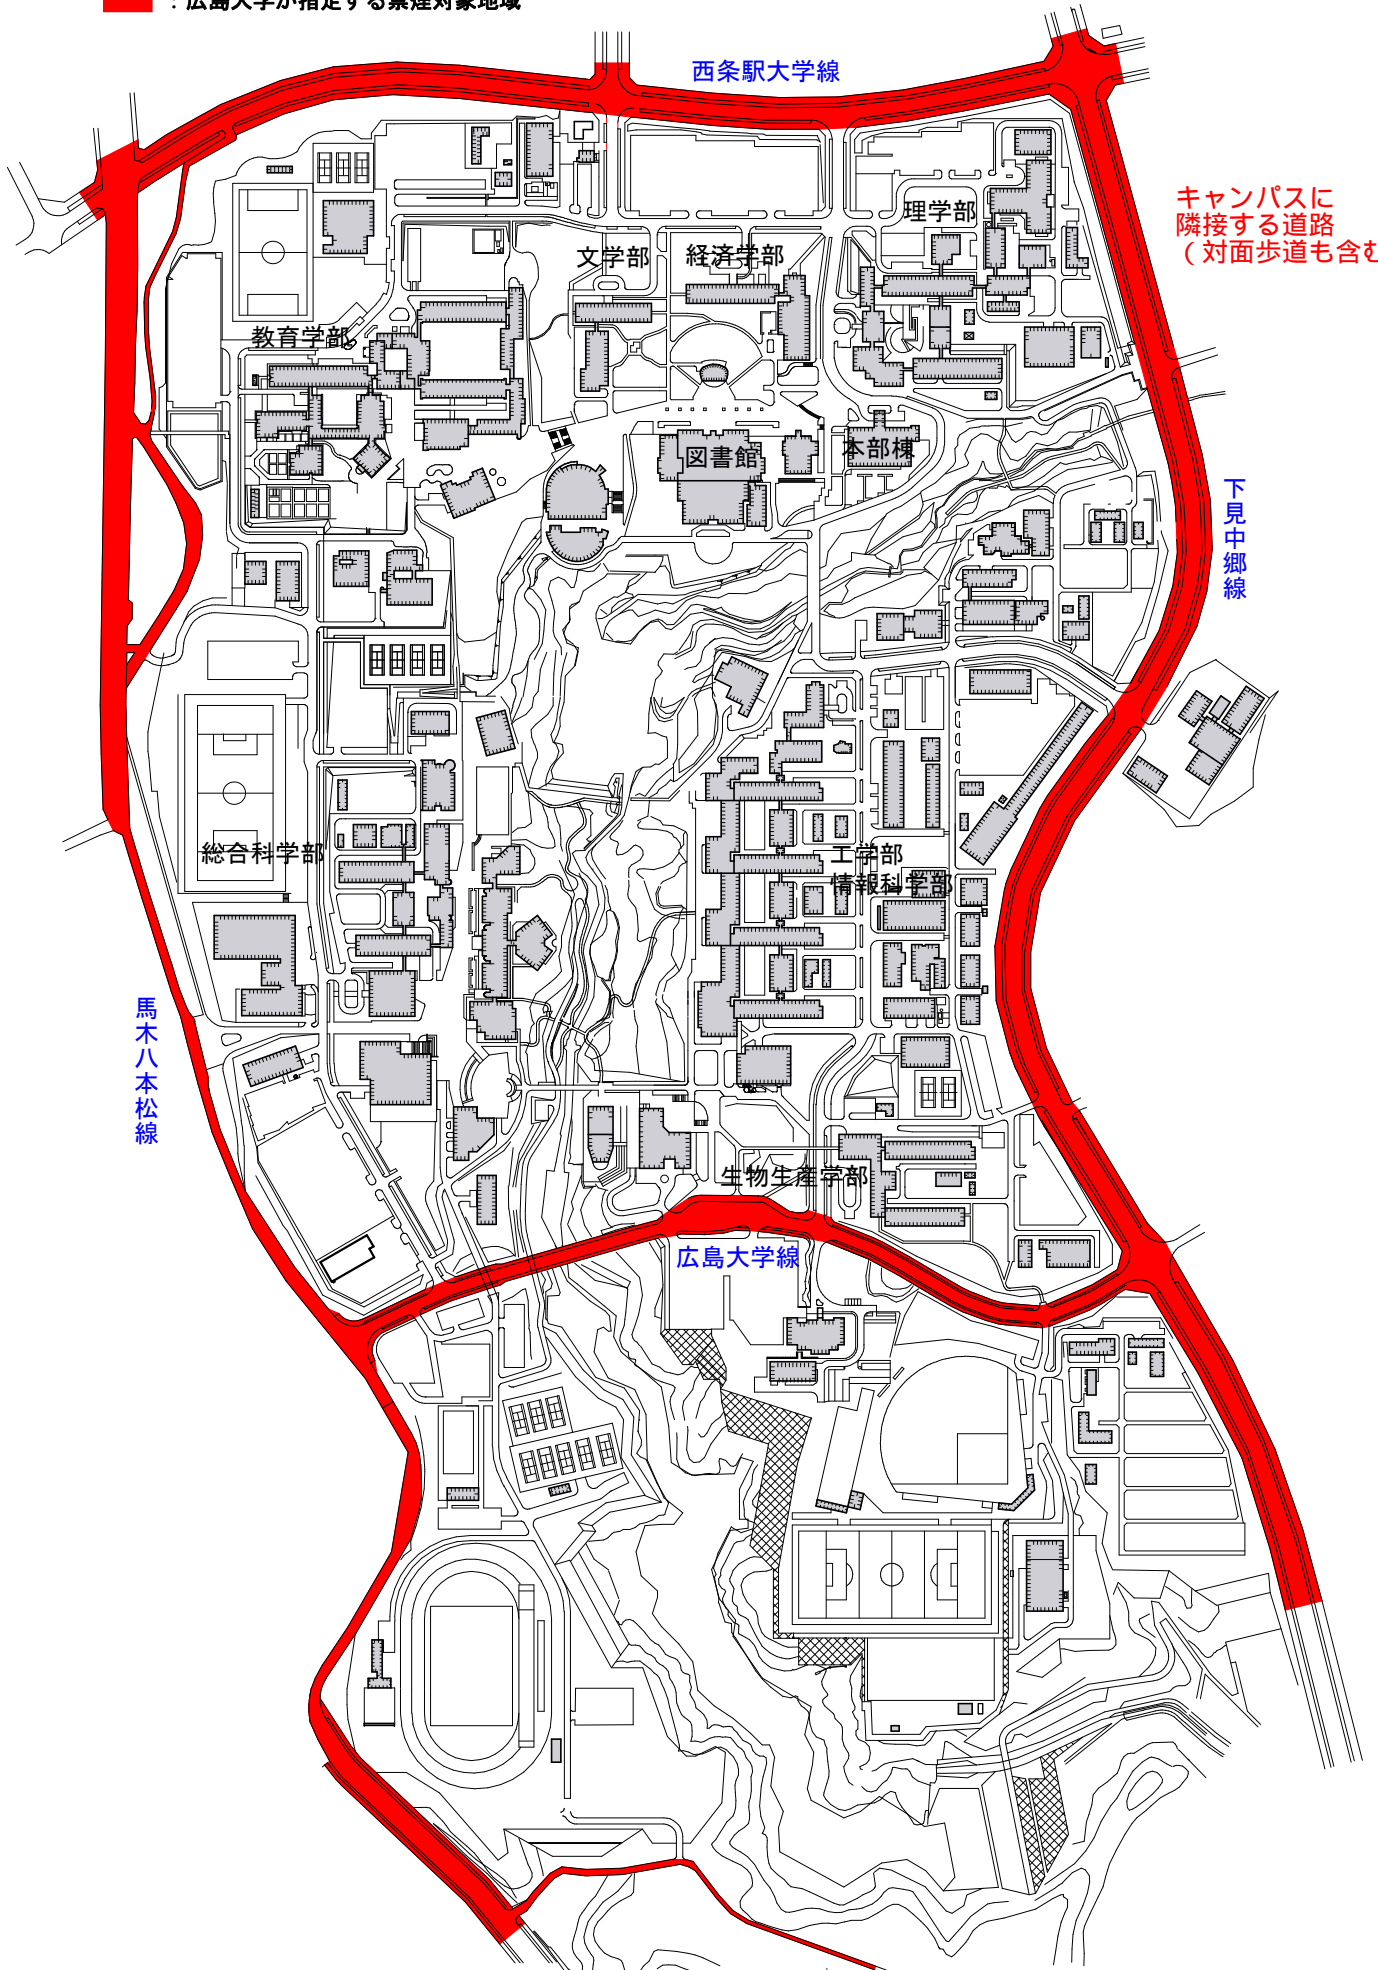 ：広島大学が指定する禁煙対象地域
西条駅大学線
キャンパスに
隣接する道路
（対面歩道も含む
理学部
文学部
経済学部
教育学部
図書館
本部棟
下見中郷線
総合科学部
工学部
情報科学部
馬木八本松線
生物生産学部
広島大学線